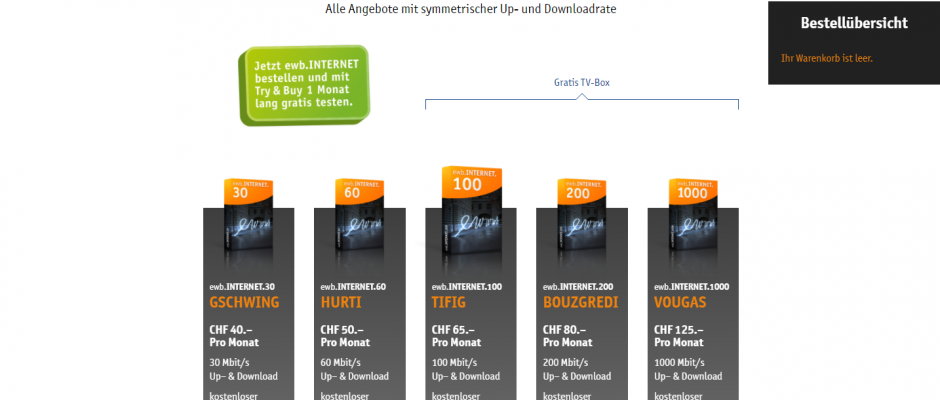 Alle Angebote mit symmetrischer Up- und Downloadrate
Bestellübersicht
Ihr Warenkorb ist leer.
Jetzt ewb.INTERNET
bestellen und mit
Try & Buy 1 Monat
lang gratis testen.
Gratis TV-Box
ewb.INTERNET.
30
ewb.INTERNET.
60
ewb.INTERNET.
100
ewb.INTERNET.
200
ewb.INTERNET.
1000
ewb.INTERNET.30
GSCHWING
CHF 40.–
Pro Monat
30 Mbit/s
Up- & Download
kostenloser
ewb.INTERNET.60
HURTI
CHF 50.–
Pro Monat
60 Mbit/s
Up- & Download
kostenloser
ewb.INTERNET.100
TIFIG
CHF 65.–
Pro Monat
100 Mbit/s
Up- & Download
kostenloser
ewb.INTERNET.200
BOUZGREDI
CHF 80.–
Pro Monat
200 Mbit/s
Up- & Download
kostenloser
ewb.INTERNET.1000
VOUGAS
CHF 125.–
Pro Monat
1000 Mbit/s
Up- & Download
kostenloser